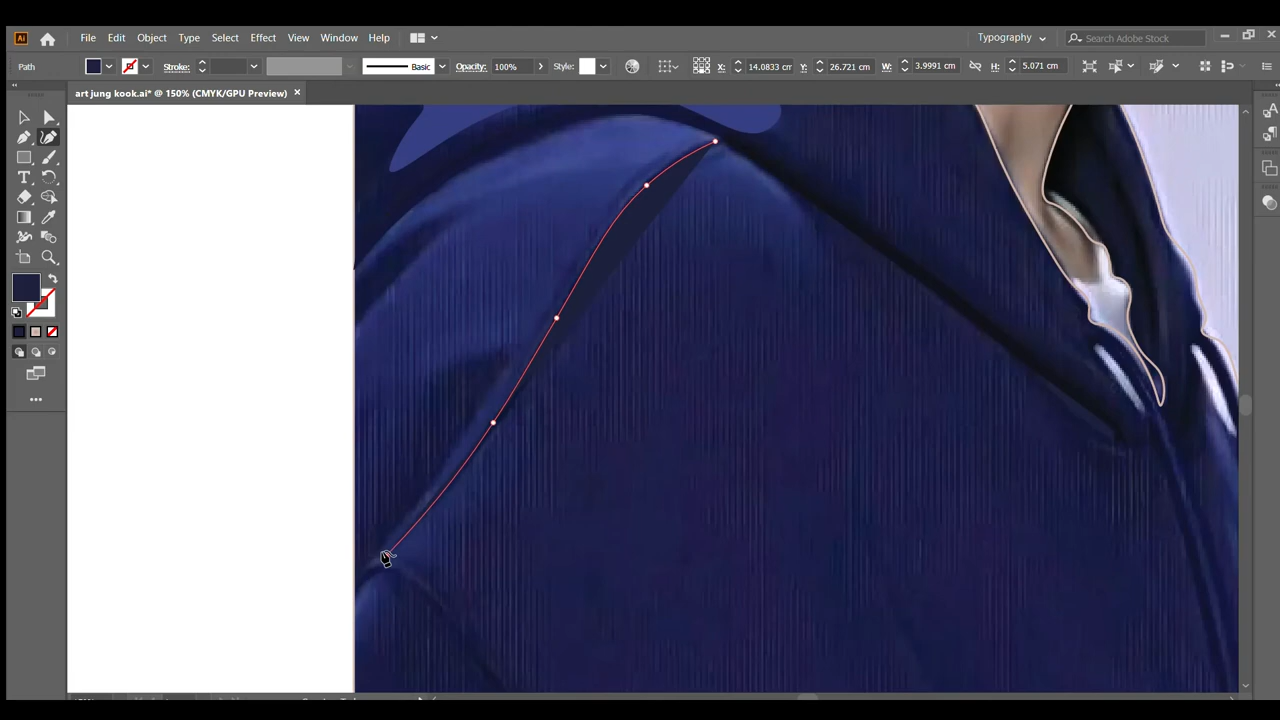 Ai File Edit Object Type Select Effect View Window Help Typography Search Adobe Stock
Path Stroke: Basic Opacity: 100% Style: X: 14.0833 cm Y: 26.721 cm W: 3.9991 cm H: 5.071 cm
art jung kook.ai* @ 150% (CMYK/GPU Preview)